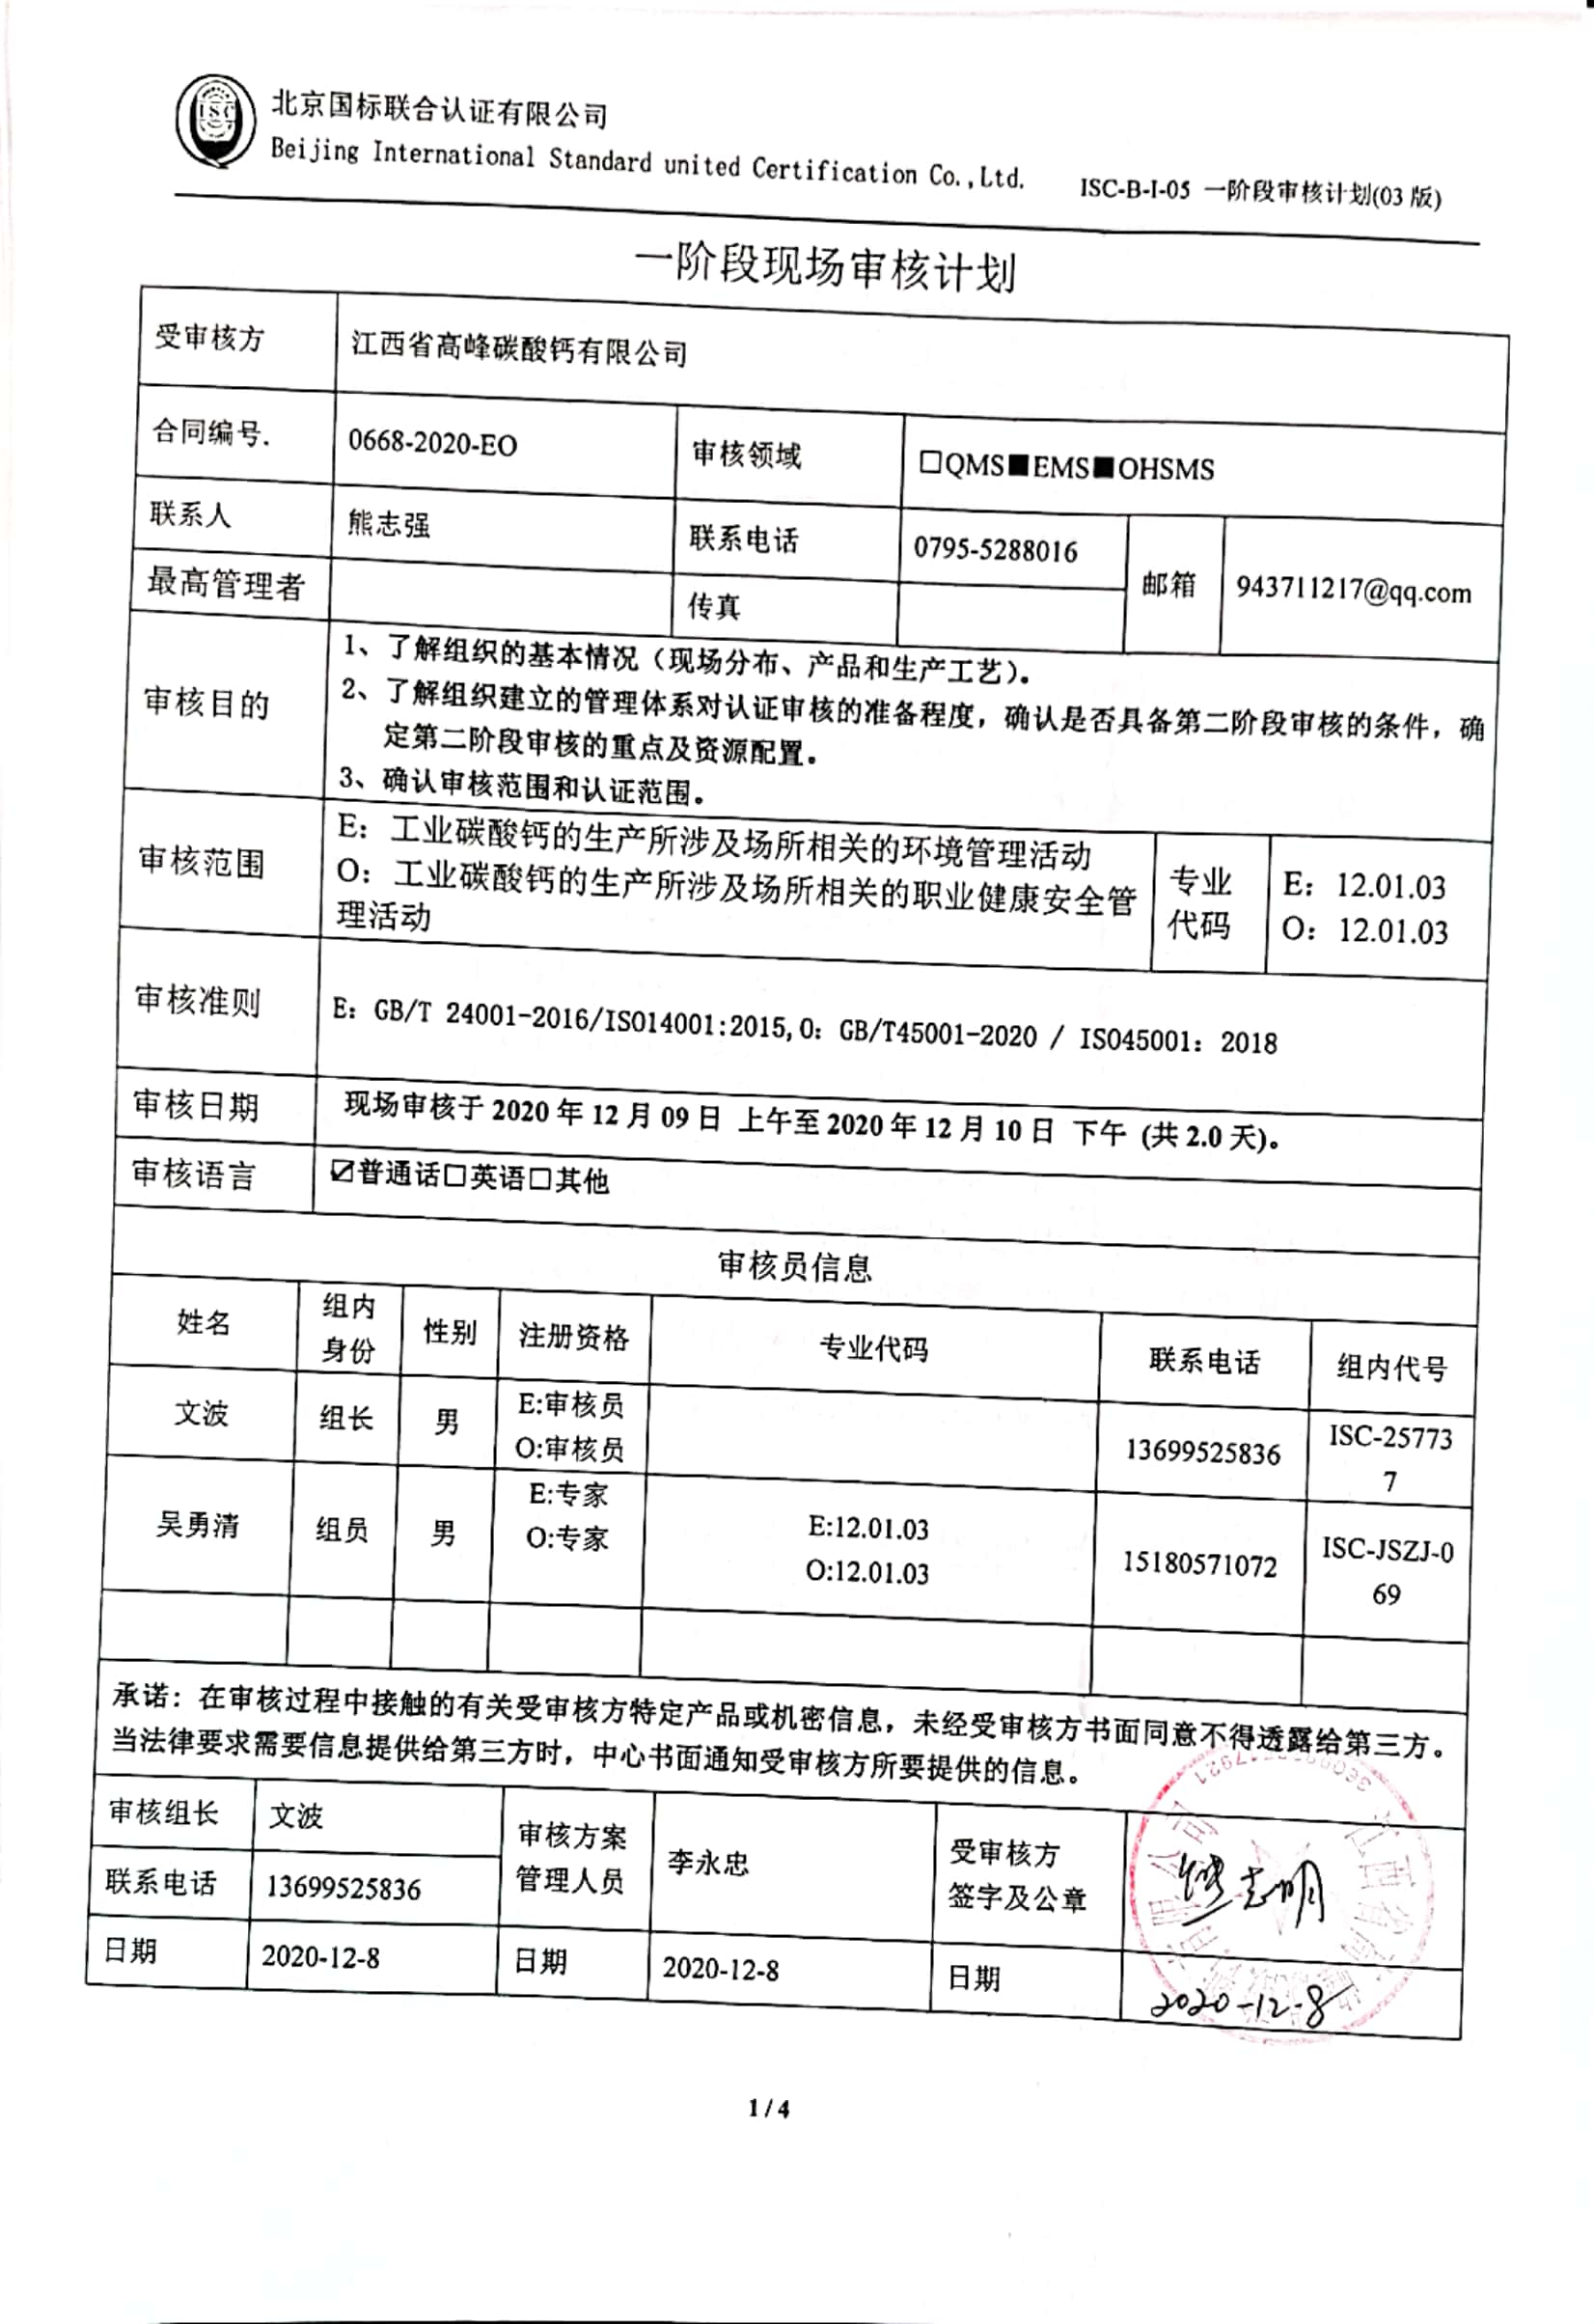 北京国标联合认证有限公司
Beijing International Standard united Certification Co.,Ltd.
ISC-B-I-05 一阶段审核计划(03 版)
一阶段现场审核计划
受审核方
江西省高峰碳酸钙有限公司
合同编号.
0668-2020-EO
审核领域
□QMS■EMS■OHSMS
联系人
熊志强
联系电话
0795-5288016
邮箱
943711217@qq.com
最高管理者
传真
审核目的
1、了解组织的基本情况（现场分布、产品和生产工艺）。
2、了解组织建立的管理体系对认证审核的准备程度，确认是否具备第二阶段审核的条件，确
定第二阶段审核的重点及资源配置。
3、确认审核范围和认证范围。
审核范围
E：工业碳酸钙的生产所涉及场所相关的环境管理活动
O：工业碳酸钙的生产所涉及场所相关的职业健康安全管
理活动
专业
代码
E：12.01.03
O：12.01.03
审核准则
E：GB/T 24001-2016/ISO14001:2015,O：GB/T45001-2020 / ISO45001：2018
审核日期
现场审核于 2020 年 12 月 09 日 上午至 2020 年 12 月 10 日 下午 (共 2.0 天)。
审核语言
☑普通话□英语□其他
审核员信息
姓名
组内
身份
性别
注册资格
专业代码
联系电话
组内代号
文波
组长
男
E:审核员
O:审核员
13699525836
ISC-25773
7
吴勇清
组员
男
E:专家
O:专家
E:12.01.03
O:12.01.03
15180571072
ISC-JSZJ-0
69
承诺：在审核过程中接触的有关受审核方特定产品或机密信息，未经受审核方书面同意不得透露给第三方。
当法律要求需要信息提供给第三方时，中心书面通知受审核方所要提供的信息。
审核组长
文波
审核方案
管理人员
李永忠
受审核方
签字及公章
联系电话
13699525836
日期
2020-12-8
日期
2020-12-8
日期
2020-12-8
1 / 4